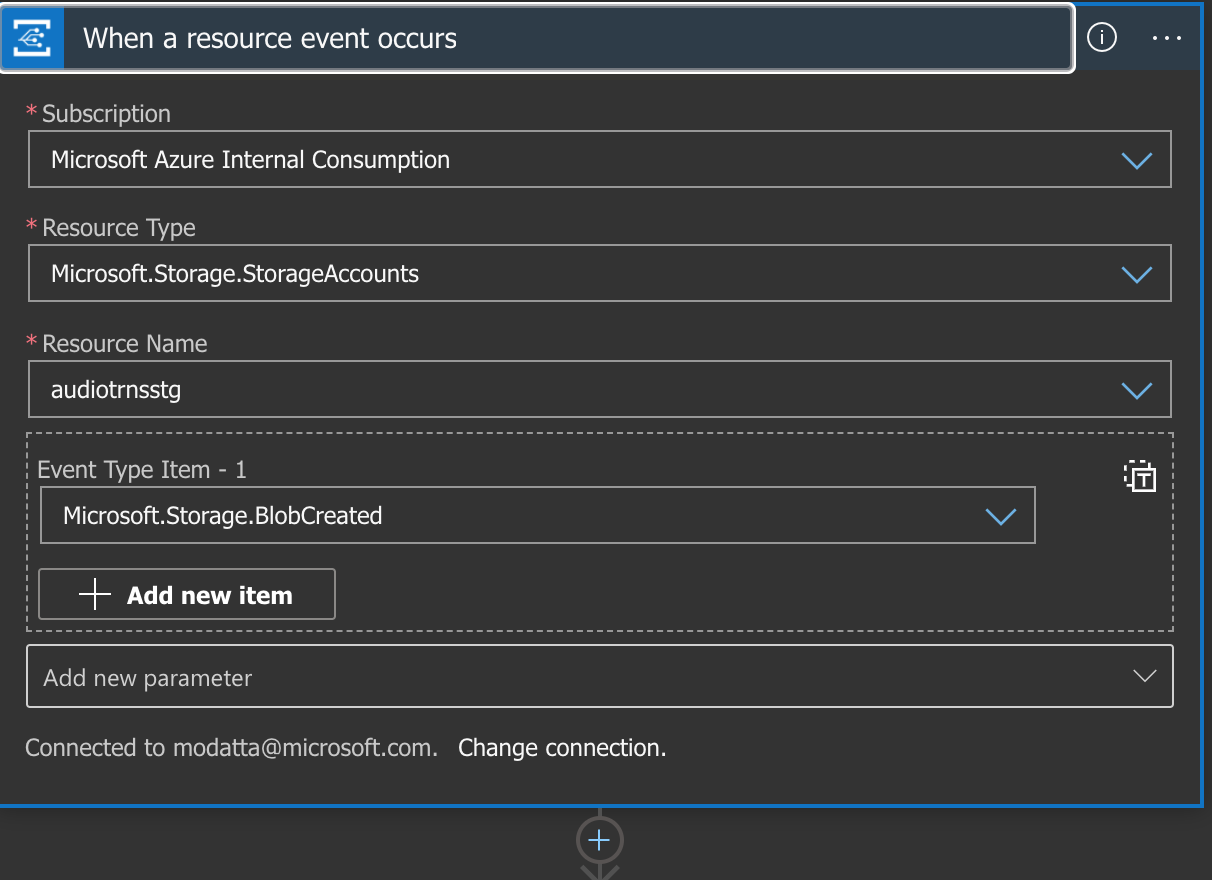 When a resource event occurs
* Subscription
Microsoft Azure Internal Consumption
* Resource Type
Microsoft.Storage.StorageAccounts
* Resource Name
audiotrnsstg
Event Type Item - 1
Microsoft.Storage.BlobCreated
Add new item
Add new parameter
Connected to modatta@microsoft.com. Change connection.